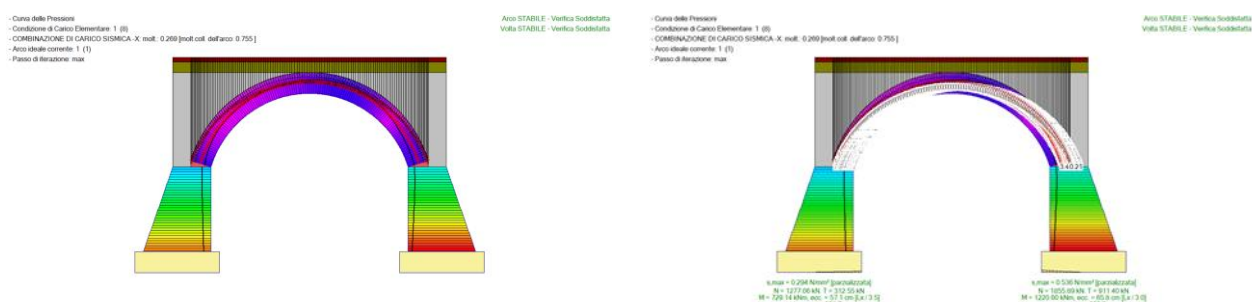 - Curva delle Pressioni
- Condizione di Carico Elementare: 1 (8)
- COMBINAZIONE DI CARICO SISMICA -X: molt.: 0.269 [molt.coll. dell'arco: 0.755 ]
- Arco ideale corrente: 1 (1)
- Passo di iterazione: max
Arco STABILE - Verifica Soddisfatta
Volta STABILE - Verifica Soddisfatta
- Curva delle Pressioni
- Condizione di Carico Elementare: 1 (8)
- COMBINAZIONE DI CARICO SISMICA -X: molt.: 0.269 [molt.coll. dell'arco: 0.755 ]
- Arco ideale corrente: 1 (1)
- Passo di iterazione: max
Arco STABILE - Verifica Soddisfatta
Volta STABILE - Verifica Soddisfatta
s,max = 0.294 N/mm² [parzializzata]
N = 1277.06 kN, T = 312.55 kN
M = 729.14 kNm, ecc. = 57.1 cm [Lx / 3.5]
s,max = 0.536 N/mm² [parzializzata]
N = 1855.69 kN, T = 611.40 kN
M = 1220.90 kNm, ecc. = 65.8 cm [Lx / 3.0]